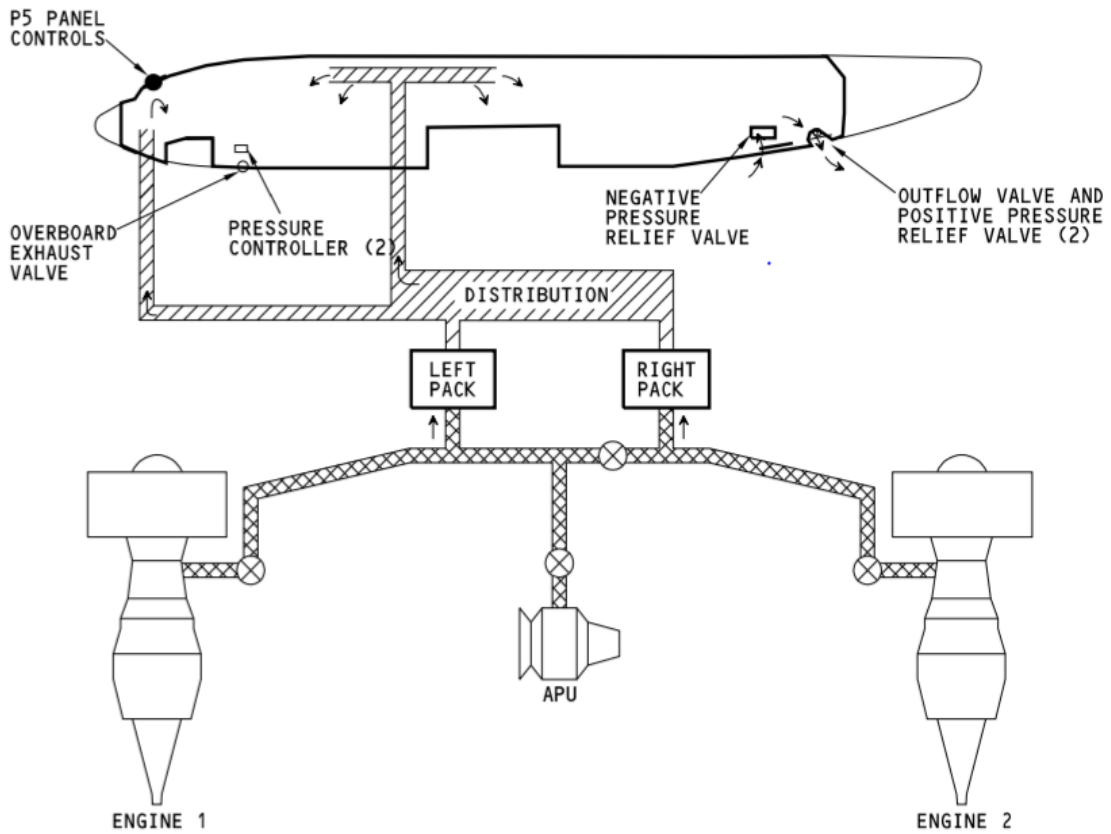 P5 PANEL
CONTROLS
OVERBOARD
EXHAUST
VALVE
PRESSURE
CONTROLLER (2)
NEGATIVE
PRESSURE
RELIEF VALVE
OUTFLOW VALVE AND
POSITIVE PRESSURE
RELIEF VALVE (2)
DISTRIBUTION
LEFT
PACK
RIGHT
PACK
APU
ENGINE 1
ENGINE 2